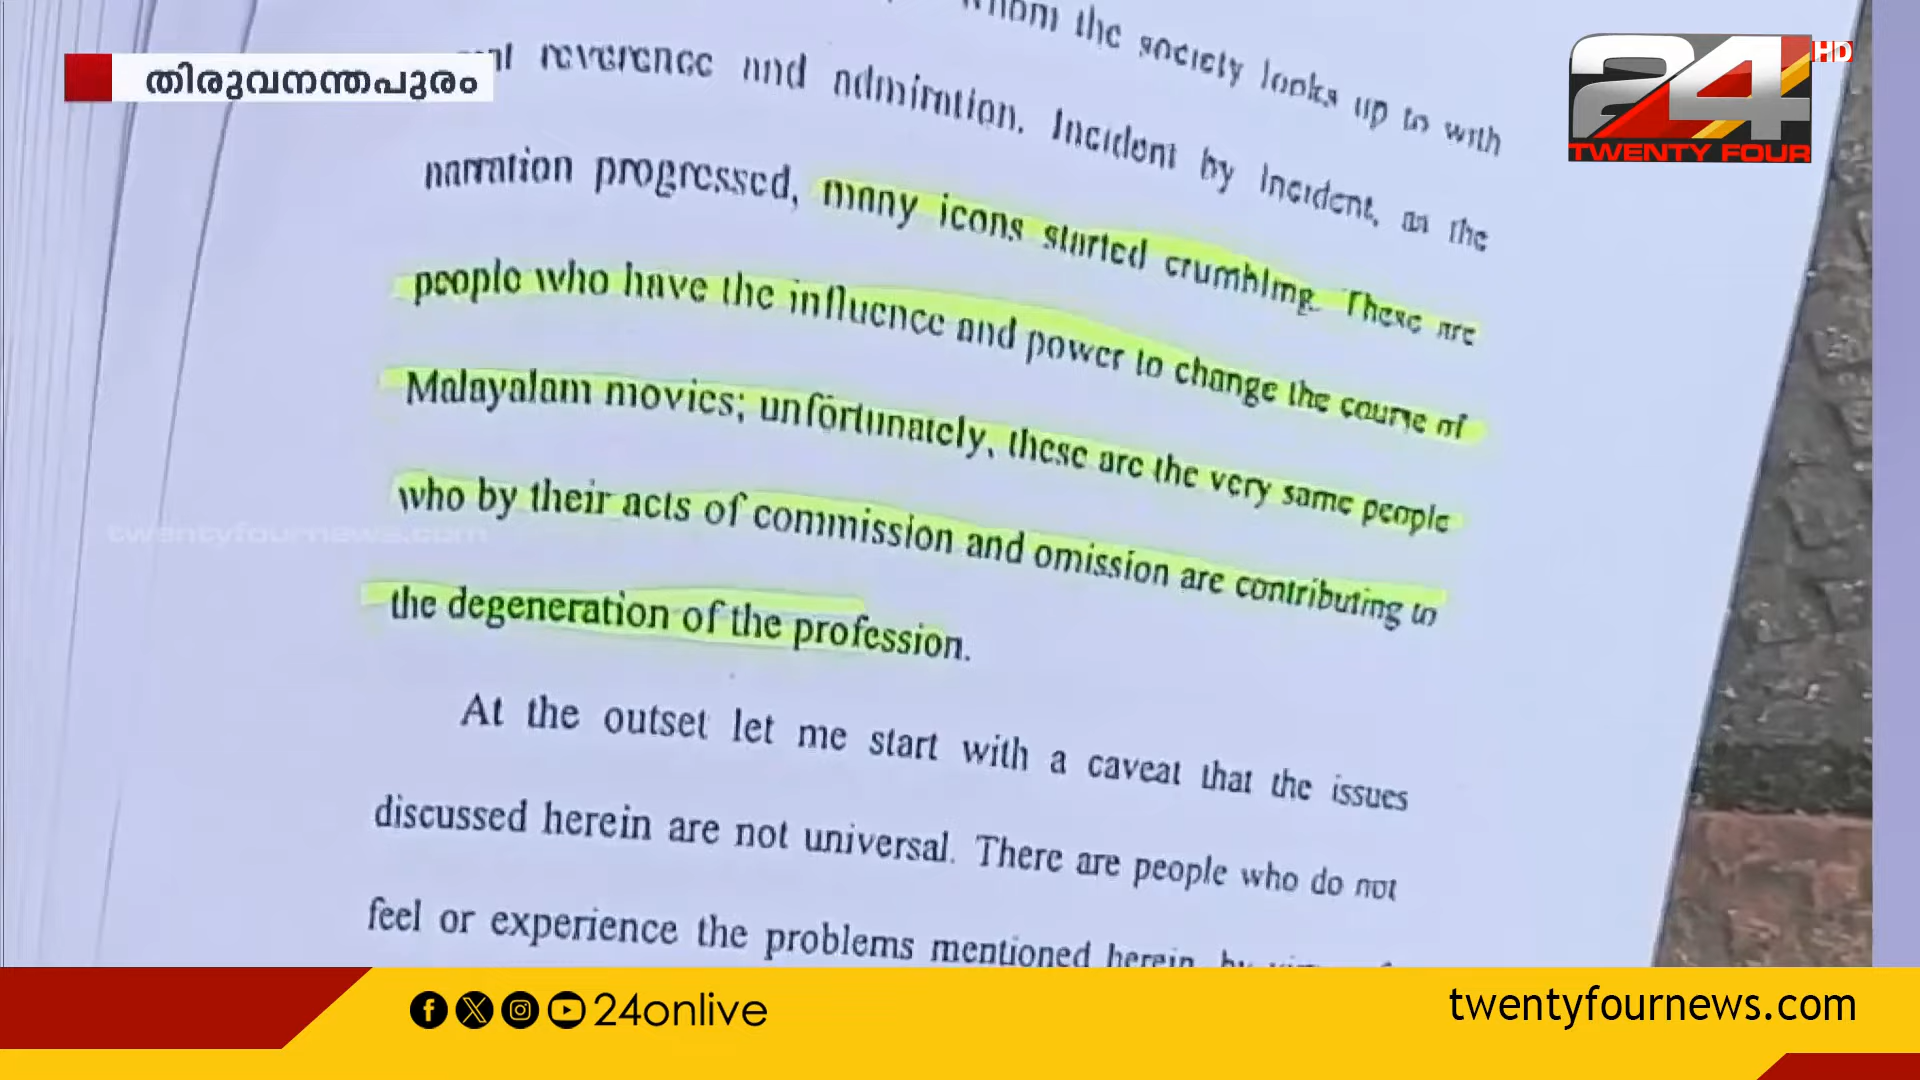 whom the society looks up to with
തിരുവനന്തപുരം
reverence and admiration. Incident by incident, as the
narration progressed, many icons started crumbling. These are
people who have the influence and power to change the course of
Malayalam movies; unfortunately, these are the very same people
who by their acts of commission and omission are contributing to
the degeneration of the profession.
At the outset let me start with a caveat that the issues
discussed herein are not universal. There are people who do not
feel or experience the problems mentioned herein, by
24 HD
TWENTY FOUR
twentyfournews.com
24onlive
twentyfournews.com